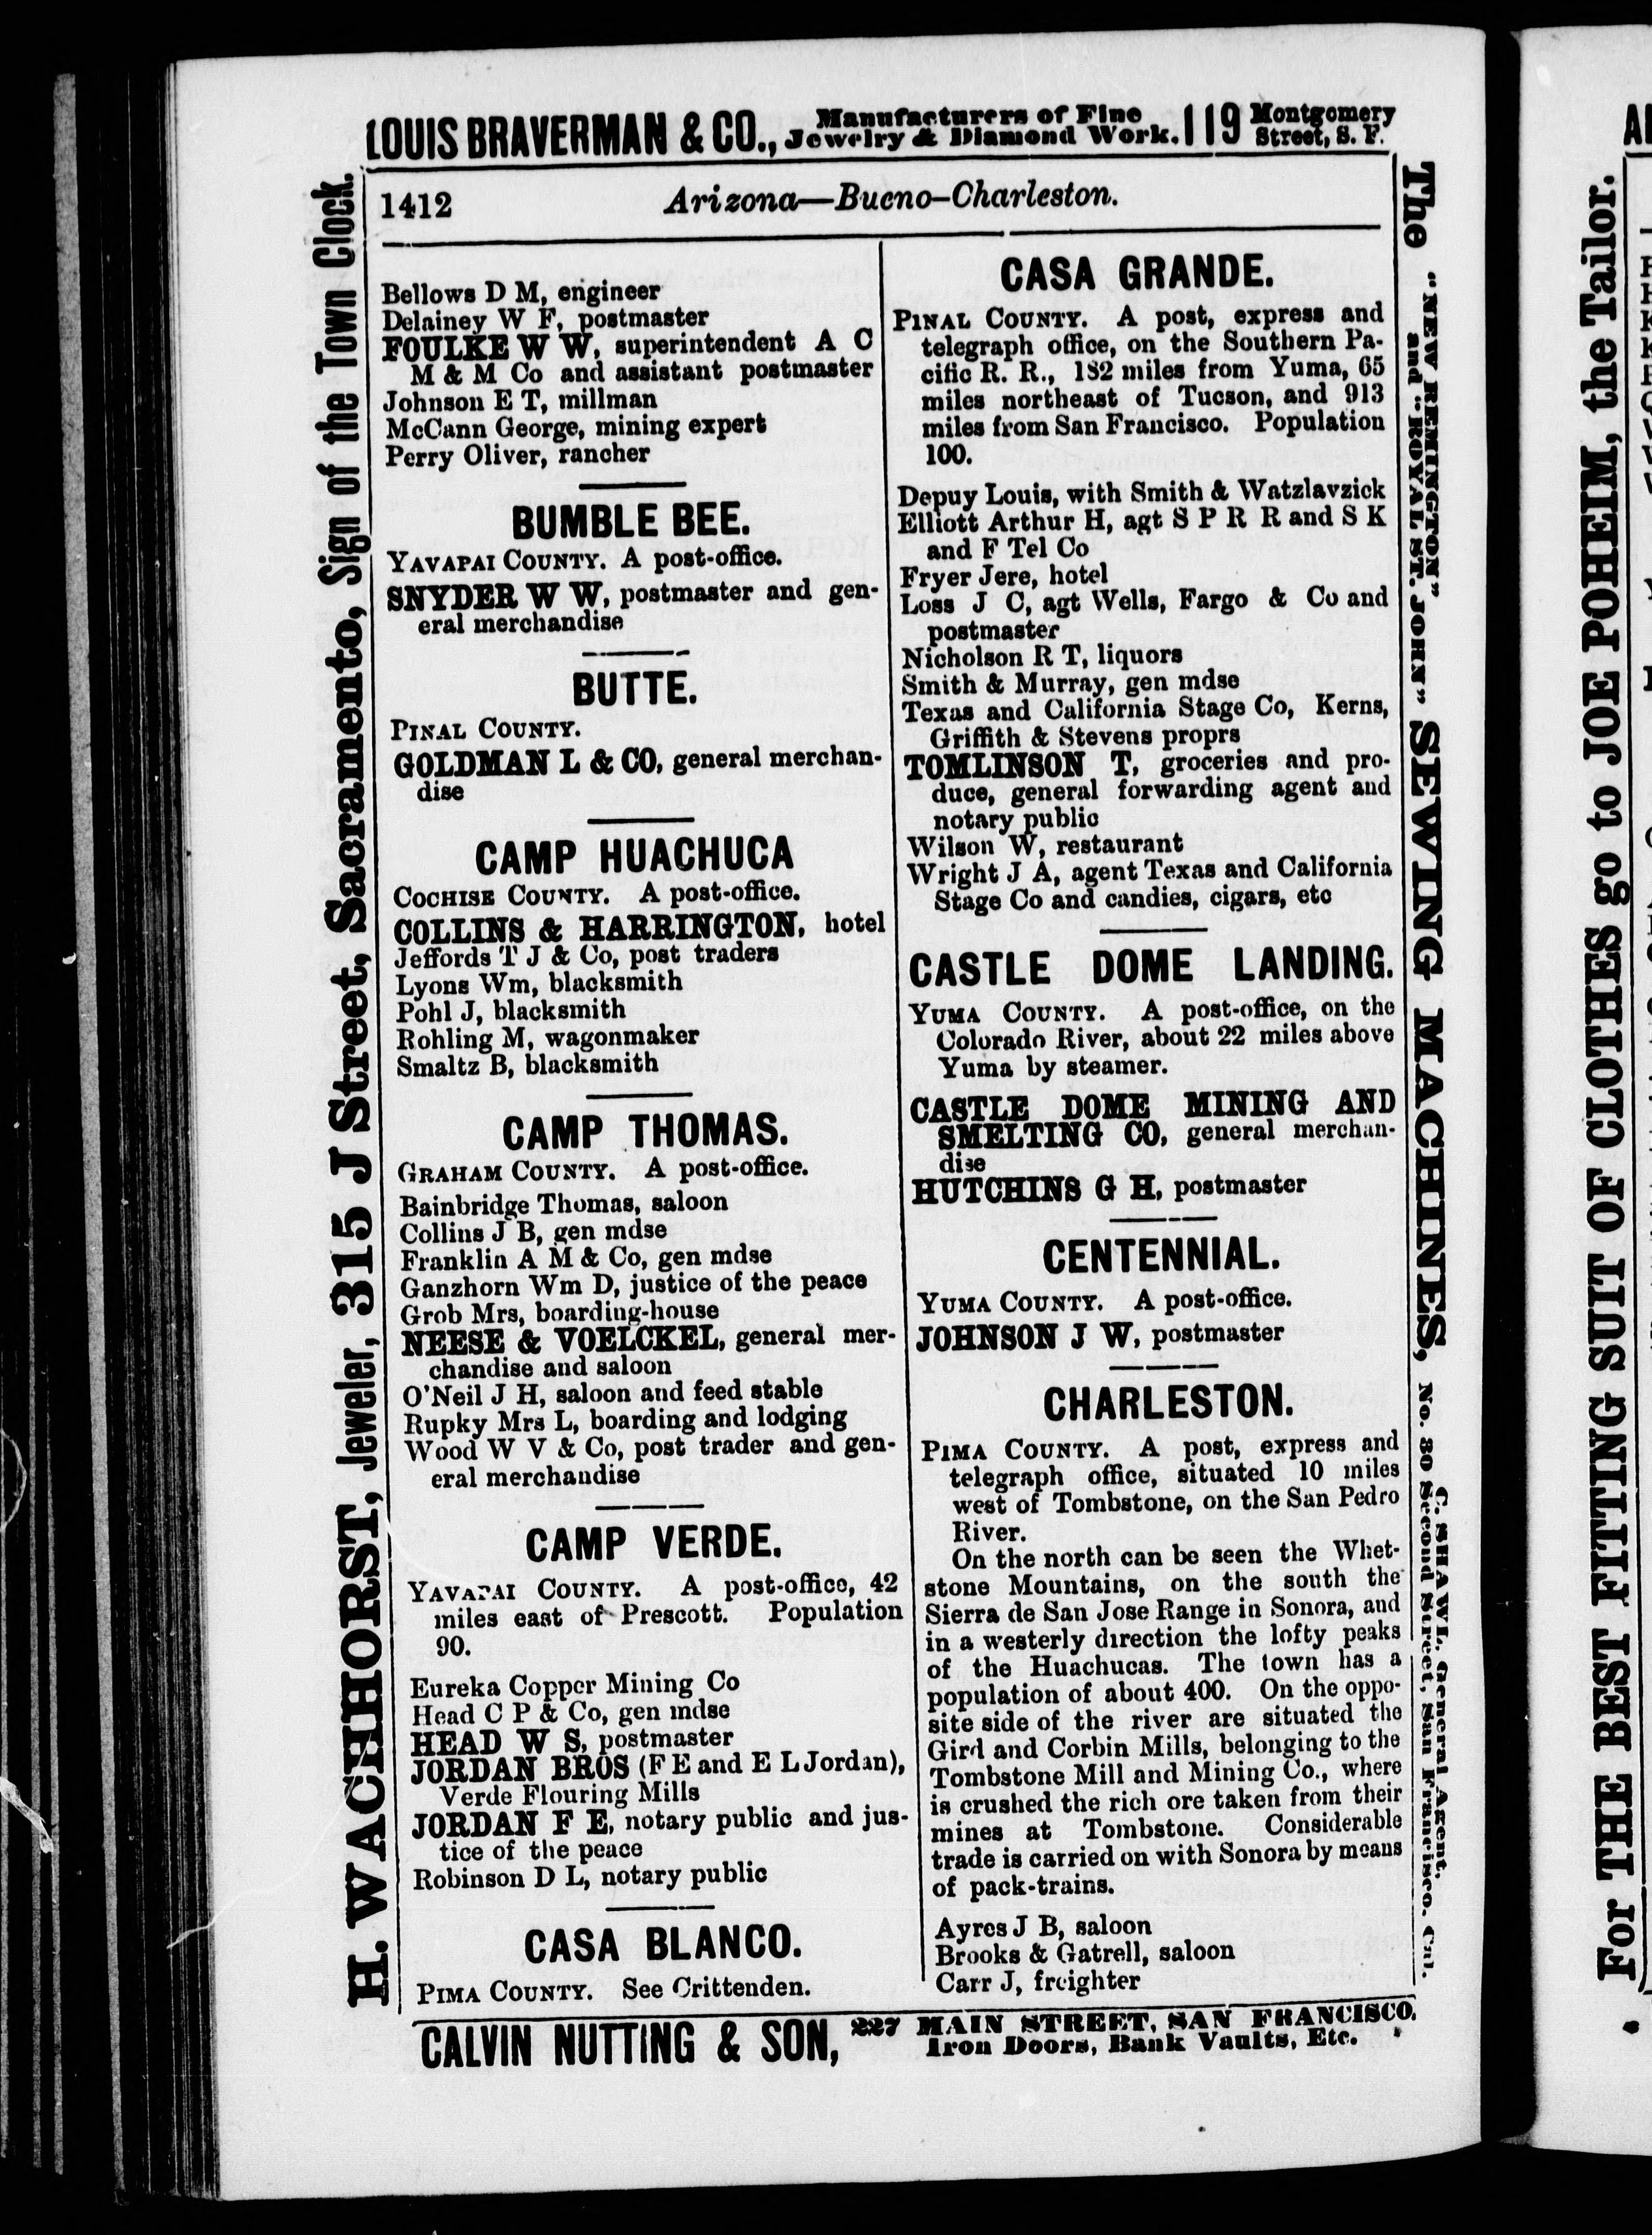 LOUIS BRAVERMAN & CO., Manufacturers of Fine Jewelry & Diamond Work. 119 Montgomery Street, S. F.
1412 Arizona—Bueno–Charleston.
Bellows D M, engineer
Delainey W F, postmaster
FOULKE W W, superintendent A C
M & M Co and assistant postmaster
Johnson E T, millman
McCann George, mining expert
Perry Oliver, rancher
BUMBLE BEE.
YAVAPAI COUNTY. A post-office.
SNYDER W W, postmaster and gen-
eral merchandise
BUTTE.
PINAL COUNTY.
GOLDMAN L & CO, general merchan-
dise
CAMP HUACHUCA
COCHISE COUNTY. A post-office.
COLLINS & HARRINGTON, hotel
Jeffords T J & Co, post traders
Lyons Wm, blacksmith
Pohl J, blacksmith
Rohling M, wagonmaker
Smaltz B, blacksmith
CAMP THOMAS.
GRAHAM COUNTY. A post-office.
Bainbridge Thomas, saloon
Collins J B, gen mdse
Franklin A M & Co, gen mdse
Ganzhorn Wm D, justice of the peace
Grob Mrs, boarding-house
NEESE & VOELCKEL, general mer-
chandise and saloon
O'Neil J H, saloon and feed stable
Rupky Mrs L, boarding and lodging
Wood W V & Co, post trader and gen-
eral merchandise
CAMP VERDE.
YAVAPAI COUNTY. A post-office, 42
miles east of Prescott. Population
90.
Eureka Copper Mining Co
Head C P & Co, gen mdse
HEAD W S, postmaster
JORDAN BROS (F E and E L Jordan),
Verde Flouring Mills
JORDAN F E, notary public and jus-
tice of the peace
Robinson D L, notary public
CASA BLANCO.
PIMA COUNTY. See Crittenden.
CASA GRANDE.
PINAL COUNTY. A post, express and
telegraph office, on the Southern Pa-
cific R. R., 182 miles from Yuma, 65
miles northeast of Tucson, and 913
miles from San Francisco. Population
100.
Depuy Louis, with Smith & Watzlavzick
Elliott Arthur H, agt S P R R and S K
and F Tel Co
Fryer Jere, hotel
Loss J C, agt Wells, Fargo & Co and
postmaster
Nicholson R T, liquors
Smith & Murray, gen mdse
Texas and California Stage Co, Kerns,
Griffith & Stevens proprs
TOMLINSON T, groceries and pro-
duce, general forwarding agent and
notary public
Wilson W, restaurant
Wright J A, agent Texas and California
Stage Co and candies, cigars, etc
CASTLE DOME LANDING.
YUMA COUNTY. A post-office, on the
Colorado River, about 22 miles above
Yuma by steamer.
CASTLE DOME MINING AND
SMELTING CO, general merchan-
dise
HUTCHINS G H, postmaster
CENTENNIAL.
YUMA COUNTY. A post-office.
JOHNSON J W, postmaster
CHARLESTON.
PIMA COUNTY. A post, express and
telegraph office, situated 10 miles
west of Tombstone, on the San Pedro
River.
On the north can be seen the Whet-
stone Mountains, on the south the
Sierra de San Jose Range in Sonora, and
in a westerly direction the lofty peaks
of the Huachucas. The town has a
population of about 400. On the oppo-
site side of the river are situated the
Gird and Corbin Mills, belonging to the
Tombstone Mill and Mining Co., where
is crushed the rich ore taken from their
mines at Tombstone. Considerable
trade is carried on with Sonora by means
of pack-trains.
Ayres J B, saloon
Brooks & Gatrell, saloon
Carr J, freighter
CALVIN NUTTING & SON, 227 MAIN STREET, SAN FRANCISCO. Iron Doors, Bank Vaults, Etc.
H. WACHHORST, Jeweler, 315 J Street, Sacramento, Sign of the Town Clock.
The "NEW REMINGTON" and "ROYAL ST. JOHN" SEWING MACHINES, C. SHAWL, General Agent, No. 30 Second Street, San Francisco, Cal.
For THE BEST FITTING SUIT OF CLOTHES go to JOE POHEIM, the Tailor.